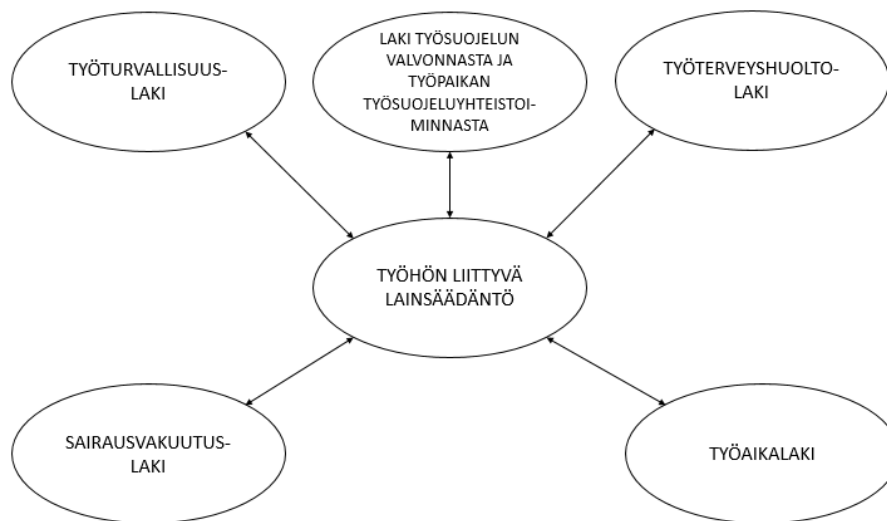 TYÖTURVALLISUUS-
LAKI
LAKI TYÖSUOJELUN
VALVONNASTA JA
TYÖPAIKAN
TYÖSUOJELUYHTEISTOI-
MINNASTA
TYÖTERVEYSHUOLTO-
LAKI
TYÖHÖN LIITTYVÄ
LAINSÄÄDÄNTÖ
SAIRAUSVAKUUTUS-
LAKI
TYÖAIKALAKI